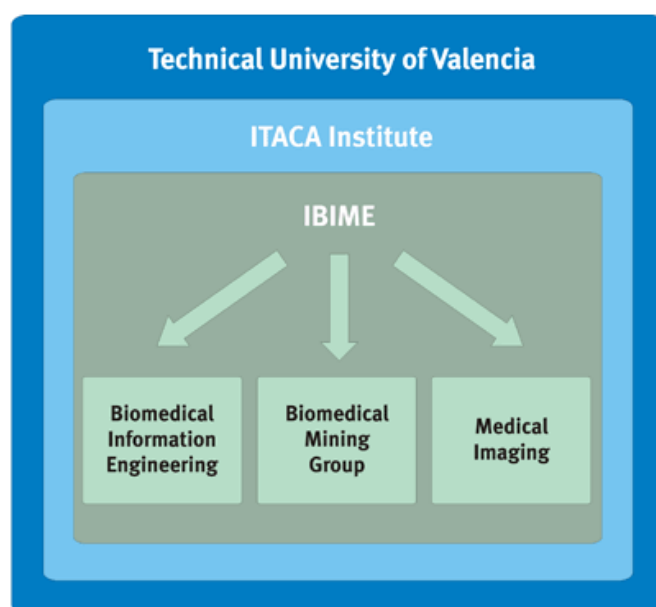 Technical University of Valencia
ITACA Institute
IBIME
Biomedical
Information
Engineering
Biomedical
Mining
Group
Medical
Imaging